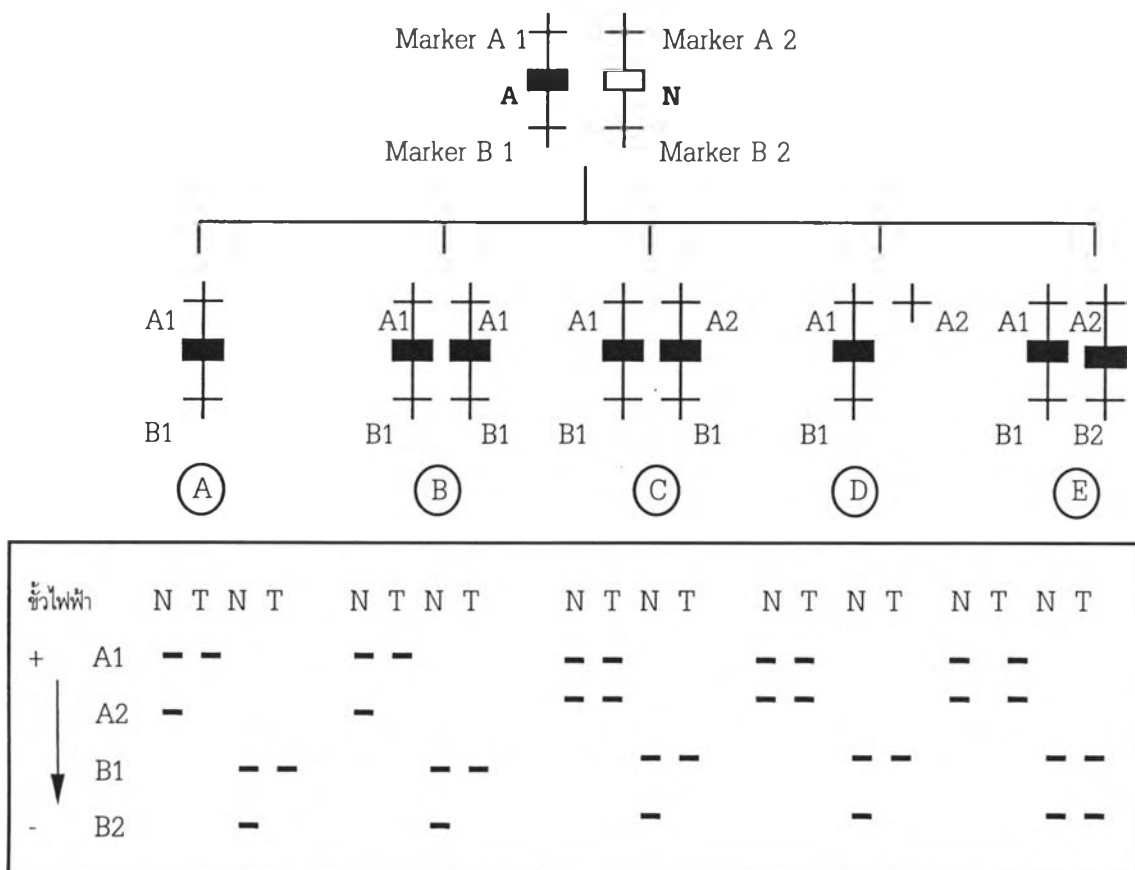 Marker A 1 Marker A 2
A N
Marker B 1 Marker B 2
A1 A1 A1 A1 A2 A1 A2 A1 A2
B1 B1 B1 B1 B1 B1 B1 B2
A B C D E
ขั้วไฟฟ้า N T N T N T N T N T N T N T N T N T N T
+ A1
A2
B1
- B2